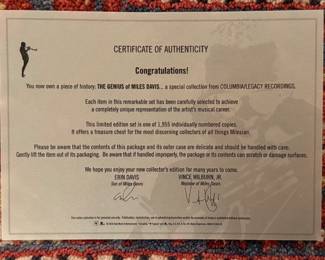 CERTIFICATE OF AUTHENTICITY
Congratulations!
You now own a piece of history: THE GENIUS of MILES DAVIS... a special collection from COLUMBIA/LEGACY RECORDINGS.
Each item in this remarkable set has been carefully selected to achieve
a completely unique representation of the artist's musical career.
This limited edition set is one of 1,955 individually numbered copies.
It offers a treasure chest for the most discerning collectors of all things Milesian.
Please be aware that the contents of this package and its outer case are delicate and should be handled with care.
Gently lift the item out of its packaging. Be aware that if handled improperly, the package or its contents can scratch or damage surfaces.
We hope you enjoy your new collector's edition for many years to come.
ERIN DAVIS VINCE WILBURN, JR.
Son of Miles Davis Nephew of Miles Davis